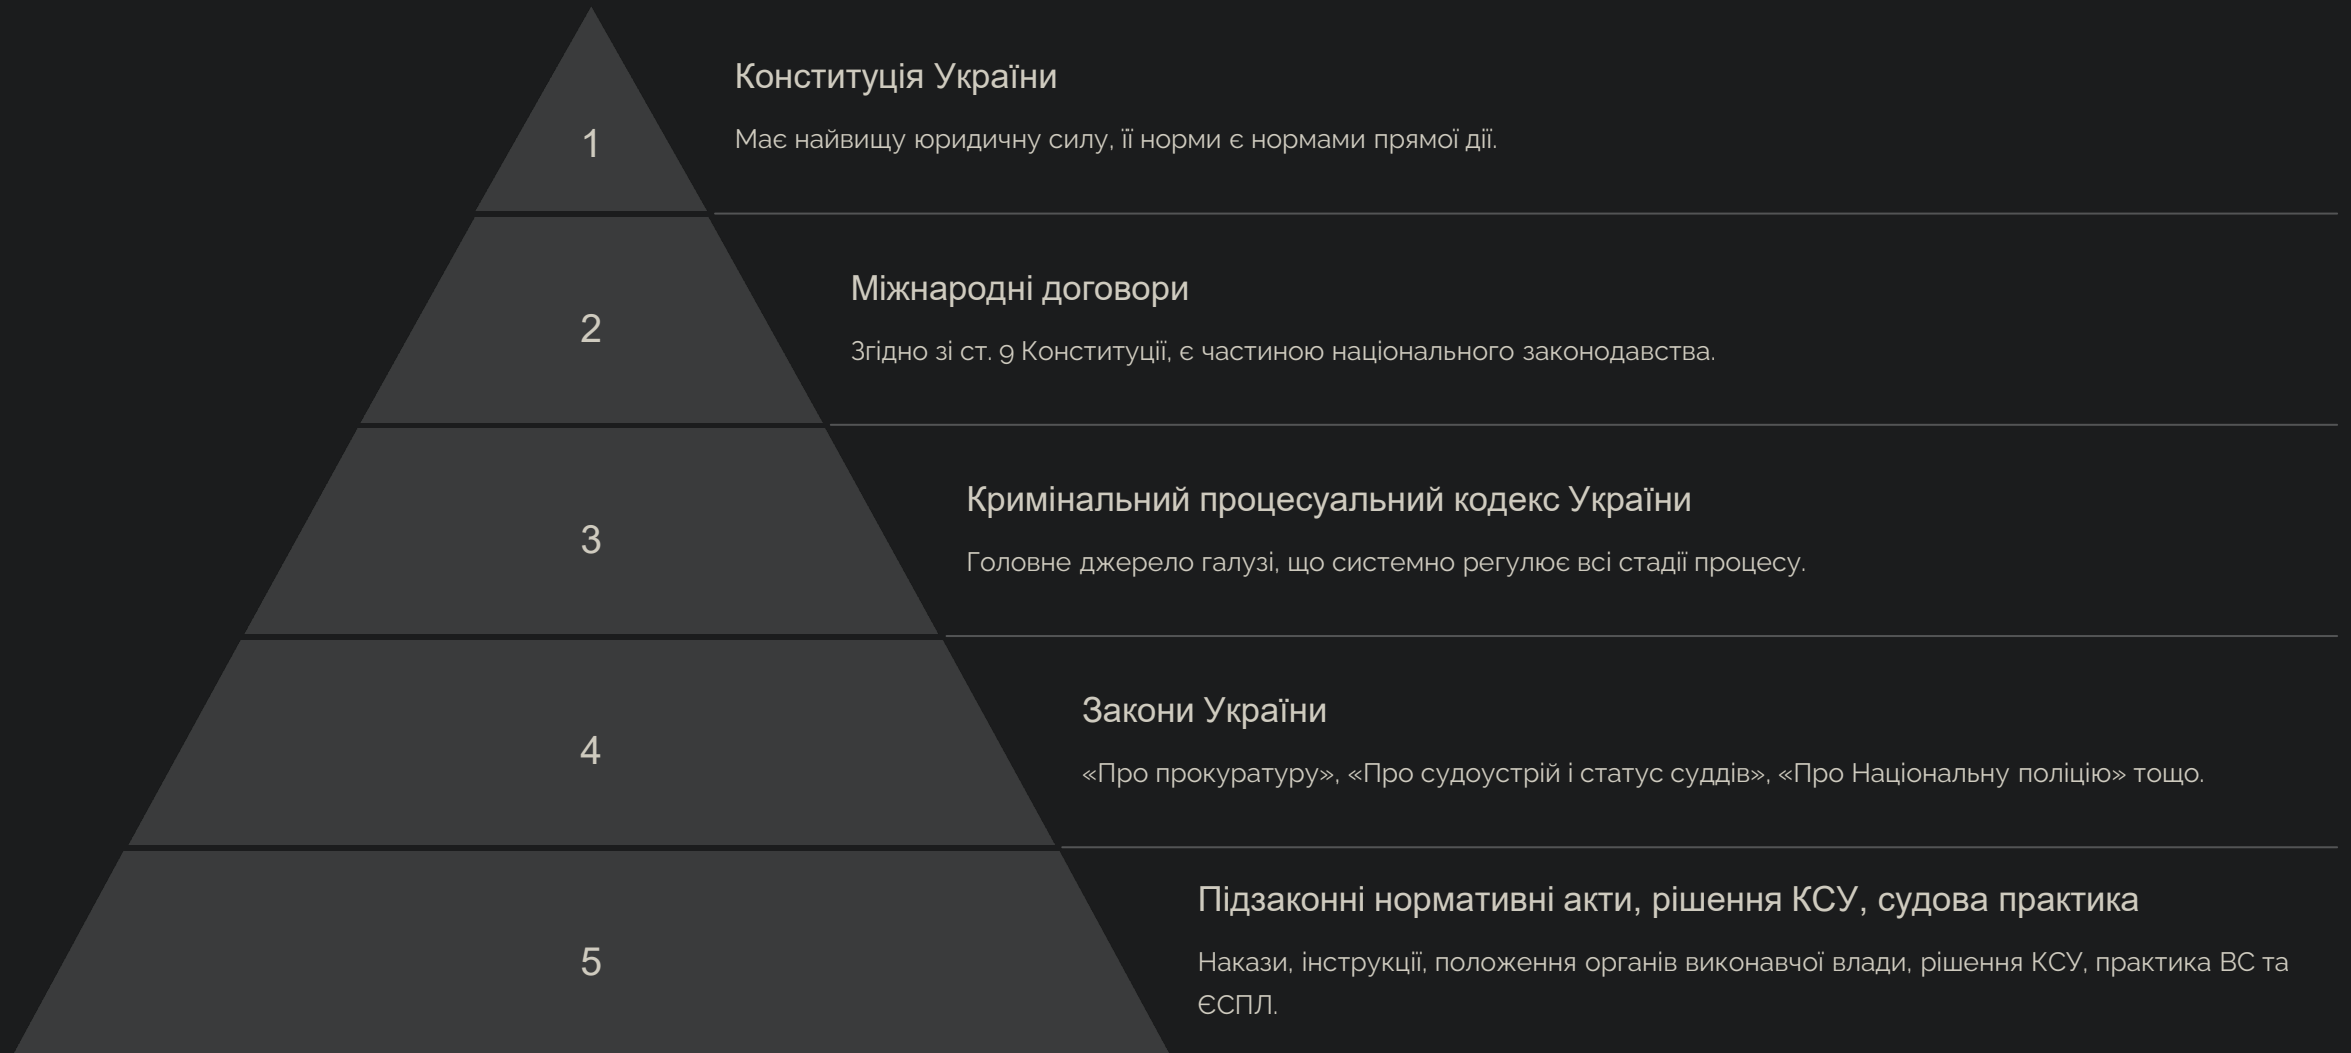 1
Конституція України
Має найвищу юридичну силу, її норми є нормами прямої дії.
2
Міжнародні договори
Згідно зі ст. 9 Конституції, є частиною національного законодавства.
3
Кримінальний процесуальний кодекс України
Головне джерело галузі, що системно регулює всі стадії процесу.
4
Закони України
«Про прокуратуру», «Про судоустрій і статус суддів», «Про Національну поліцію» тощо.
5
Підзаконні нормативні акти, рішення КСУ, судова практика
Накази, інструкції, положення органів виконавчої влади, рішення КСУ, практика ВС та
ЄСПЛ.